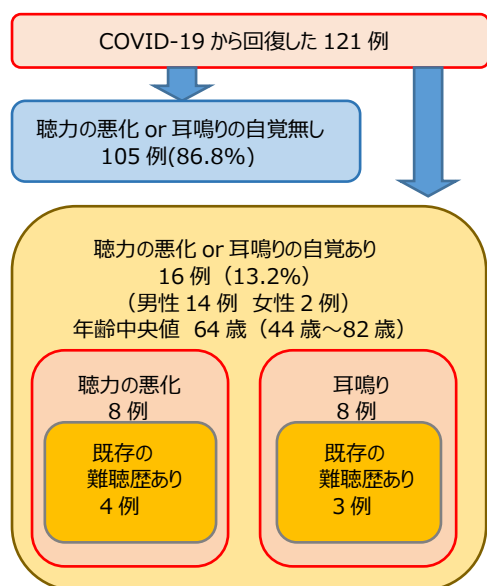 COVID-19 から回復した 121 例
聴力の悪化 or 耳鳴りの自覚無し
105 例(86.8%)
聴力の悪化 or 耳鳴りの自覚あり
16 例（13.2%）
（男性 14 例 女性 2 例）
年齢中央値 64 歳（44 歳～82 歳）
聴力の悪化
8 例
既存の
難聴歴あり
4 例
耳鳴り
8 例
既存の
難聴歴あり
3 例